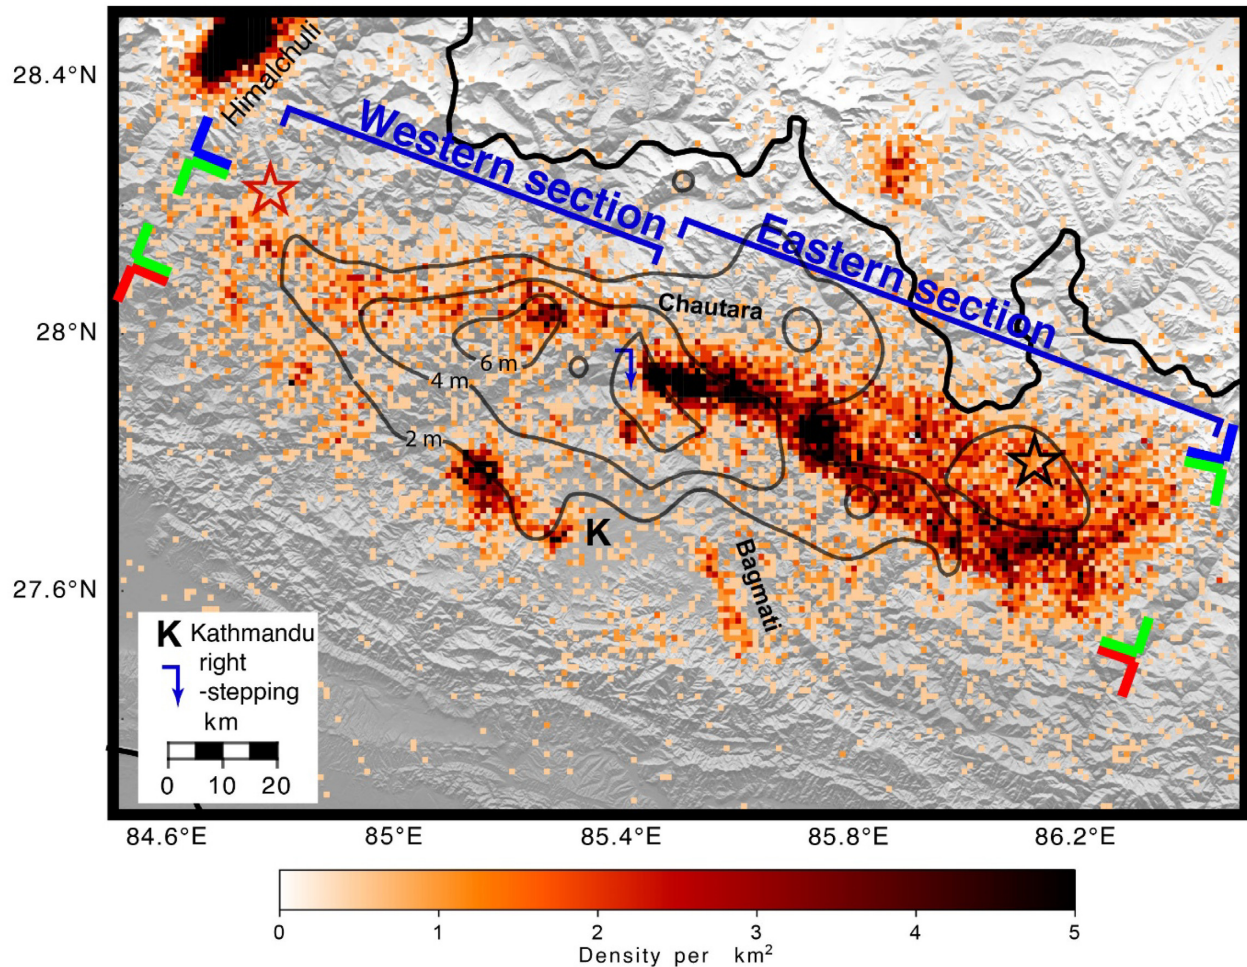 Himalchuli
28.4°N
Western section
Eastern section
Chautara
28°N
6 m
4 m
2 m
K
Bagmati
27.6°N
K Kathmandu
right
-stepping
km
0 10 20
84.6°E 85°E 85.4°E 85.8°E 86.2°E
0 1 2 3 4 5
Density per km²